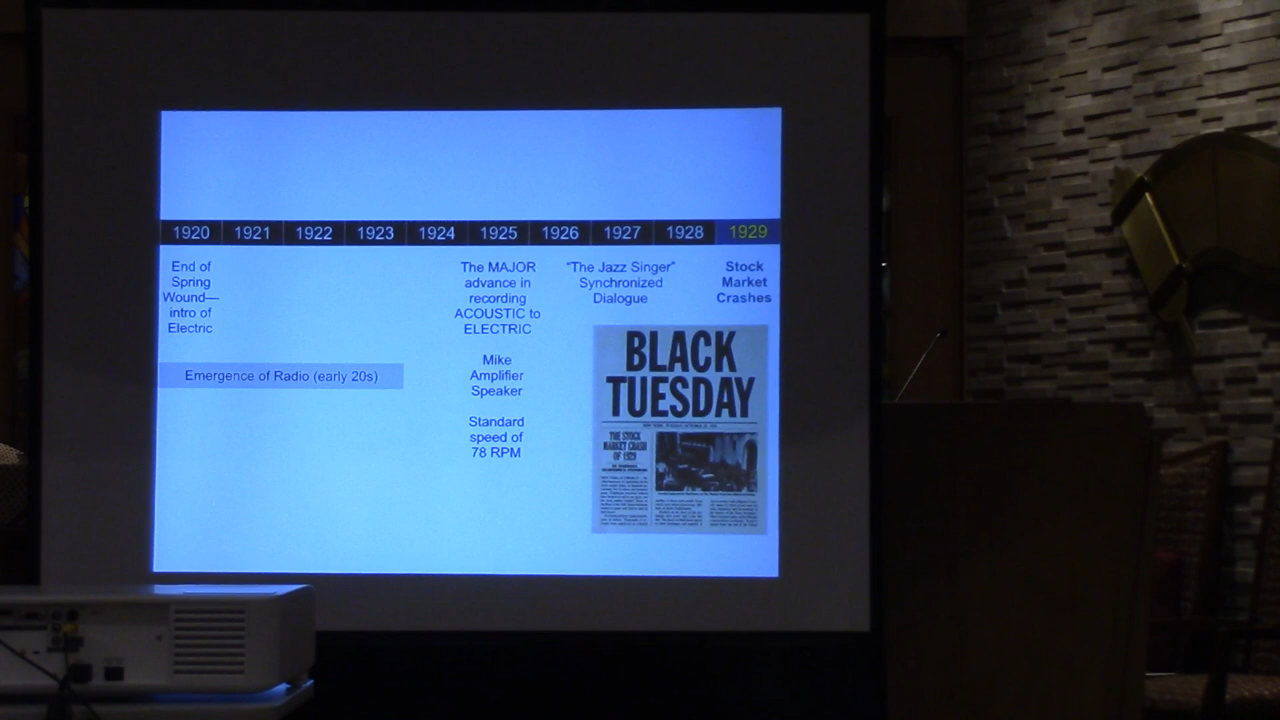 1920 1921 1922 1923 1924 1925 1926 1927 1928 1929
End of
Spring
Wound—
intro of
Electric
Emergence of Radio (early 20s)
The MAJOR
advance in
recording
ACOUSTIC to
ELECTRIC
Mike
Amplifier
Speaker
Standard
speed of
78 RPM
“The Jazz Singer”
Synchronized
Dialogue
Stock
Market
Crashes
BLACK
TUESDAY
THE STOCK
MARKET CRASH
OF 1929